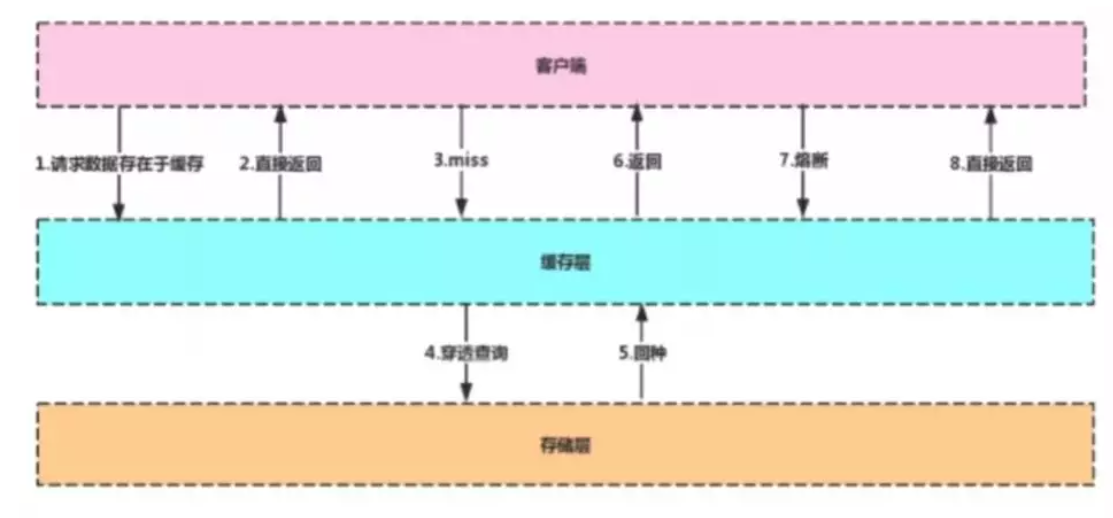 客户端
1.请求数据存在于缓存
2.直接返回
3.miss
6.返回
7.熔断
8.直接返回
缓存层
4.穿透查询
5.回种
存储层